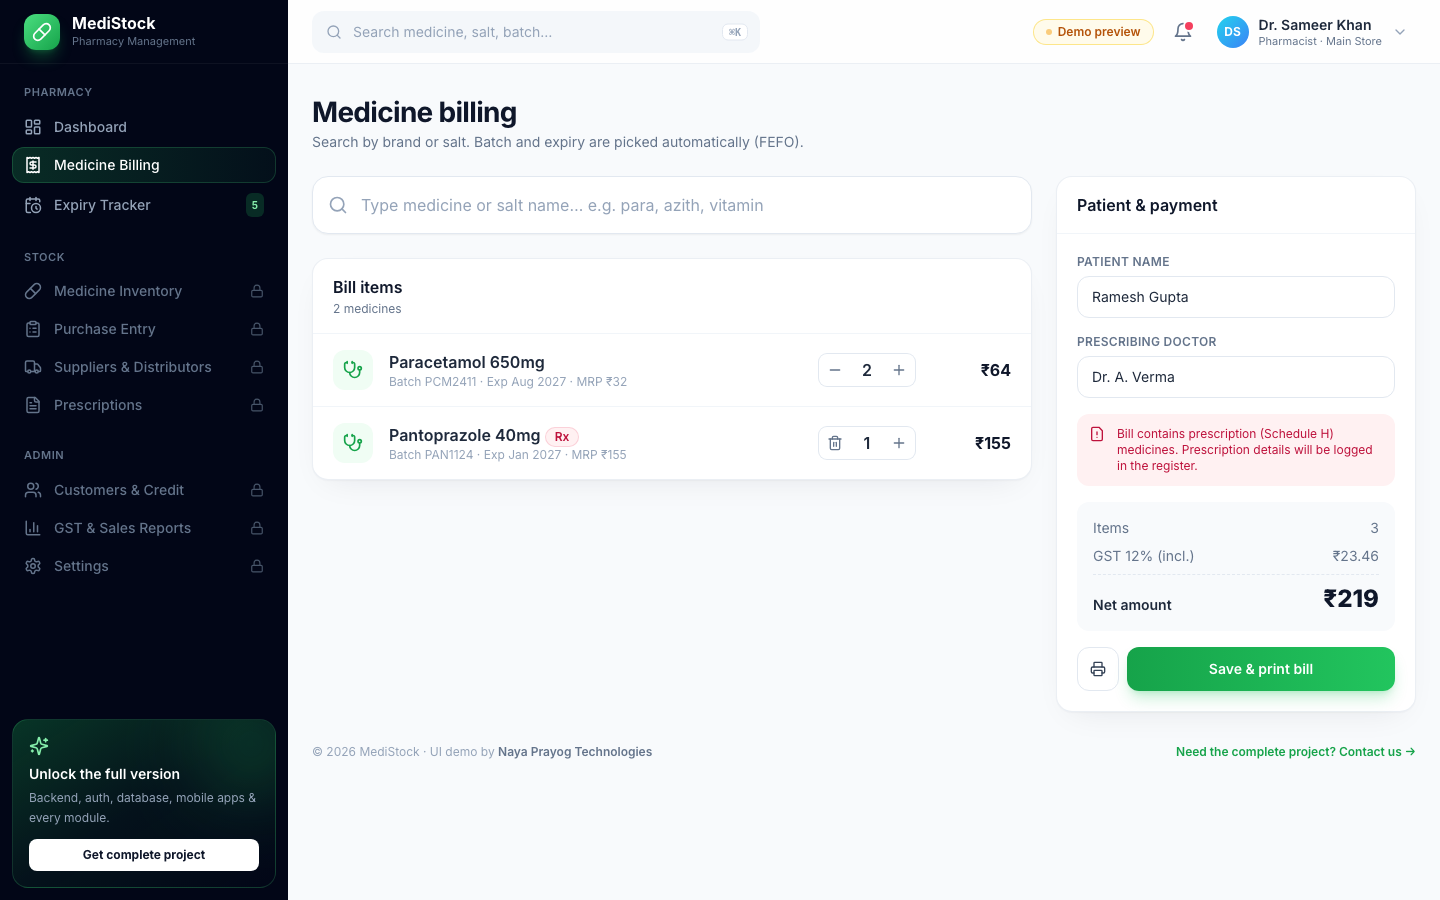 MediStock
Pharmacy Management
PHARMACY
Dashboard
Medicine Billing
Expiry Tracker
5
STOCK
Medicine Inventory
Purchase Entry
Suppliers & Distributors
Prescriptions
ADMIN
Customers & Credit
GST & Sales Reports
Settings
Unlock the full version
Backend, auth, database, mobile apps &
every module.
Get complete project
Search medicine, salt, batch...
⌘K
Demo preview
DS
Dr. Sameer Khan
Pharmacist · Main Store
Medicine billing
Search by brand or salt. Batch and expiry are picked automatically (FEFO).
Type medicine or salt name... e.g. para, azith, vitamin
Bill items
2 medicines
Paracetamol 650mg
Batch PCM2411 · Exp Aug 2027 · MRP ₹32
2
₹64
Pantoprazole 40mg Rx
Batch PAN1124 · Exp Jan 2027 · MRP ₹155
1
₹155
Patient & payment
PATIENT NAME
Ramesh Gupta
PRESCRIBING DOCTOR
Dr. A. Verma
Bill contains prescription (Schedule H)
medicines. Prescription details will be logged
in the register.
Items 3
GST 12% (incl.) ₹23.46
Net amount ₹219
Save & print bill
© 2026 MediStock · UI demo by Naya Prayog Technologies
Need the complete project? Contact us →